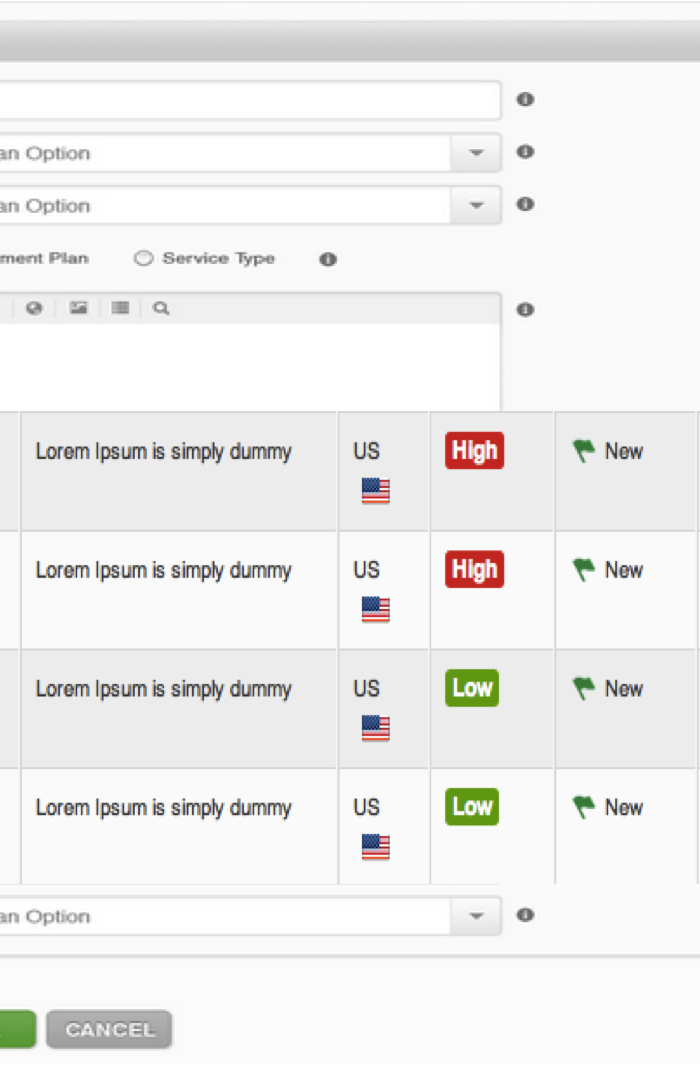 an Option
an Option
ment Plan Service Type
Lorem Ipsum is simply dummy US High New
Lorem Ipsum is simply dummy US High New
Lorem Ipsum is simply dummy US Low New
Lorem Ipsum is simply dummy US Low New
an Option
CANCEL